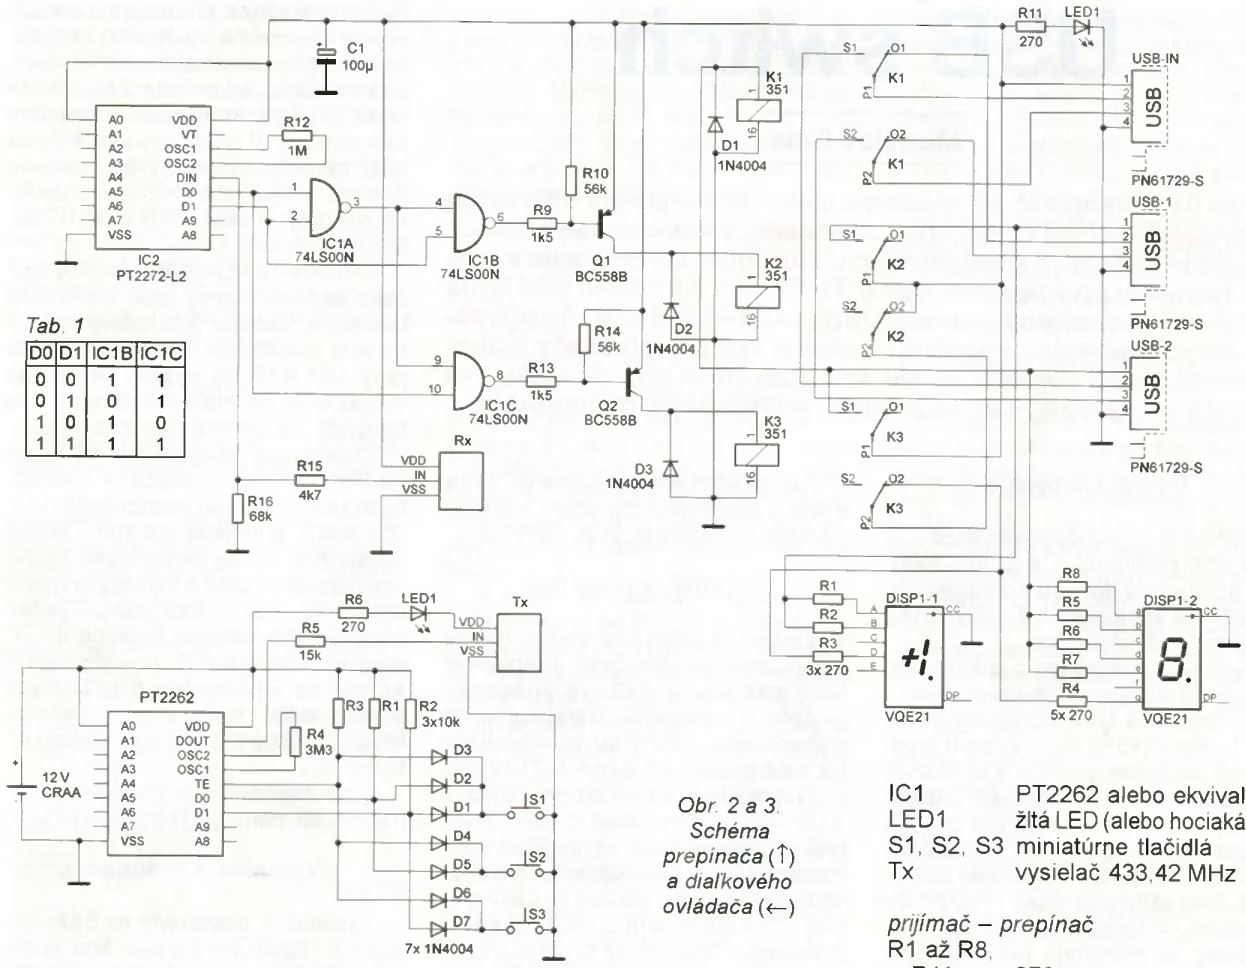 R11
270
LED1
C1
100µ
K1
351
1
16
D1
1N4004
S1
O1
K1
P1
S2
O2
K1
P2
USB-IN
1
2
3
4
USB
PN61729-S
A0
A1
A2
A3
A4
A5
A6
A7
VSS
VDD
VT
OSC1
OSC2
DIN
D0
D1
A9
A8
IC2
PT2272-L2
R12
1M
1
2
3
IC1A
74LS00N
4
5
6
IC1B
74LS00N
R9
1k5
R10
56k
Q1
BC558B
K2
351
1
16
D2
1N4004
S1
O1
K2
P1
S2
O2
K2
P2
USB-1
1
2
3
4
USB
PN61729-S
Tab. 1
D0 D1 IC1B IC1C
0 0 1 1
0 1 0 1
1 0 1 0
1 1 1 1
9
10
8
IC1C
74LS00N
R13
1k5
R14
56k
Q2
BC558B
K3
351
1
16
D3
1N4004
S1
O1
K3
P1
S2
O2
K3
P2
USB-2
1
2
3
4
USB
PN61729-S
R15
4k7
R16
68k
Rx
VDD
IN
VSS
R6
270
LED1
R5
15k
Tx
VDD
IN
VSS
PT2262
A0
A1
A2
A3
A4
A5
A6
A7
VSS
VDD
DOUT
OSC2
OSC1
TE
D0
D1
A9
A8
12 V
CRAA
R4
3M3
R3
R1
R2
3x10k
D3
D2
D1
D4
D5
D6
D7
7x 1N4004
S1
S2
S3
R1
R2
R3
3x 270
DISP1-1
A
B
C
D
E
CC
DP
+1.
VQE21
R8
R5
R6
R7
R4
5x 270
DISP1-2
a
b
c
d
e
f
g
CC
DP
8.
VQE21
Obr. 2 a 3.
Schéma
prepínača (↑)
a diaľkového
ovládača (←)
IC1 PT2262 alebo ekvival
LED1 žltá LED (alebo hociaká
S1, S2, S3 miniatúrne tlačidlá
Tx vysielač 433,42 MHz
prijímač – prepínač
R1 až R8,